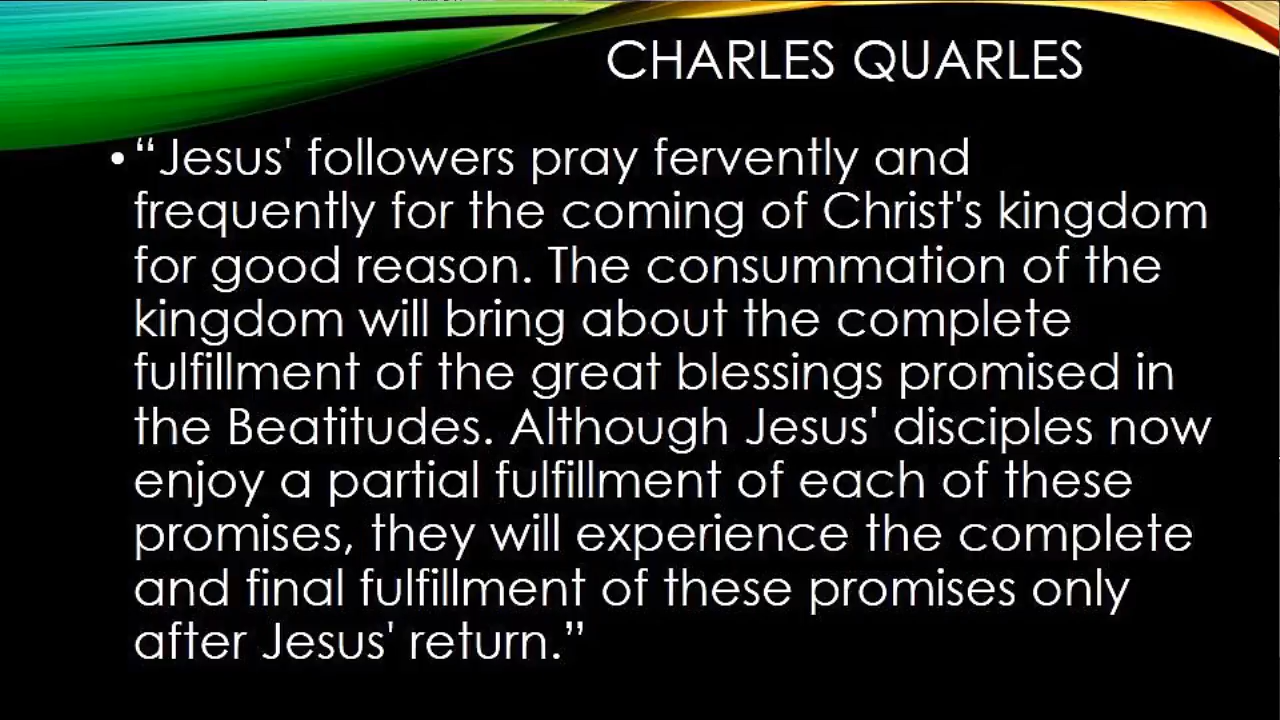 CHARLES QUARLES
• “Jesus' followers pray fervently and
frequently for the coming of Christ's kingdom
for good reason. The consummation of the
kingdom will bring about the complete
fulfillment of the great blessings promised in
the Beatitudes. Although Jesus' disciples now
enjoy a partial fulfillment of each of these
promises, they will experience the complete
and final fulfillment of these promises only
after Jesus' return.”